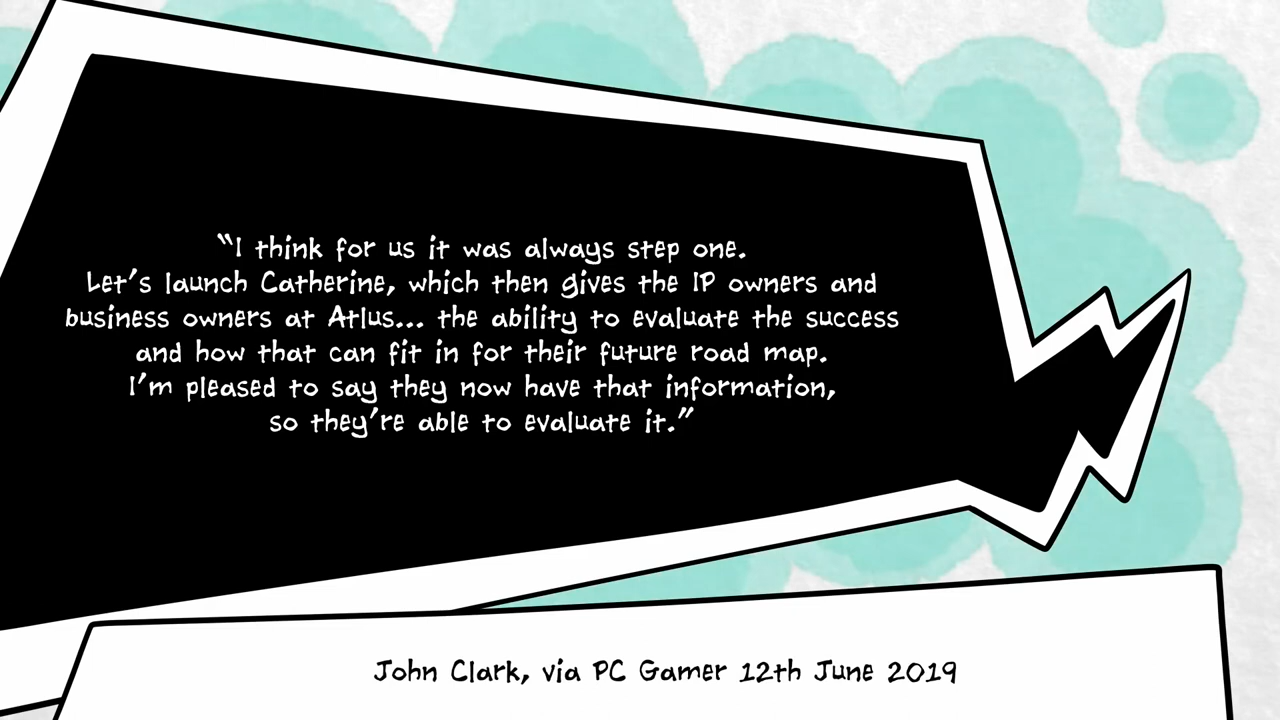 “I think for us it was always step one.
Let’s launch Catherine, which then gives the IP owners and
business owners at Atlus... the ability to evaluate the success
and how that can fit in for their future road map.
I’m pleased to say they now have that information,
so they’re able to evaluate it.”
John Clark, via PC Gamer 12th June 2019